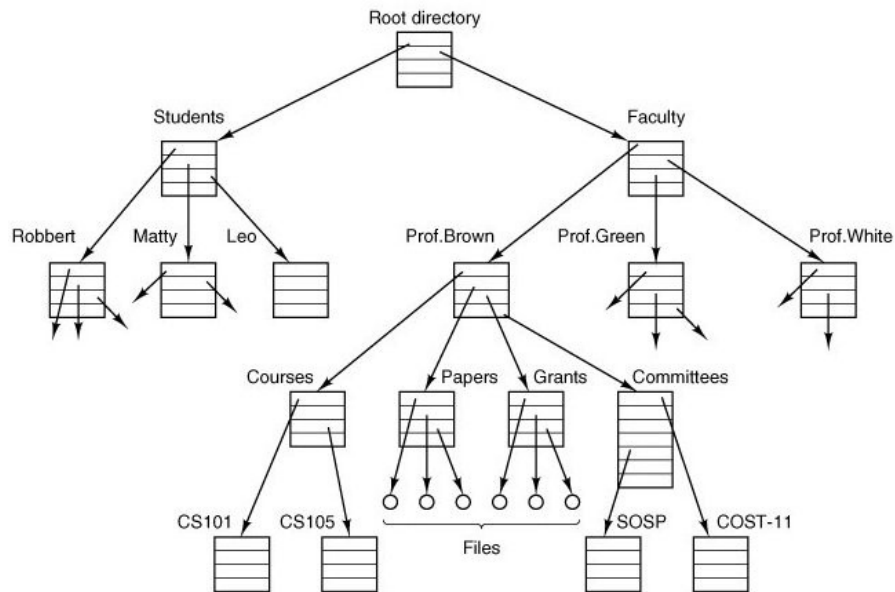 Root directory
Students
Faculty
Robbert
Matty
Leo
Prof.Brown
Prof.Green
Prof.White
Courses
Papers
Grants
Committees
CS101
CS105
SOSP
COST-11
Files